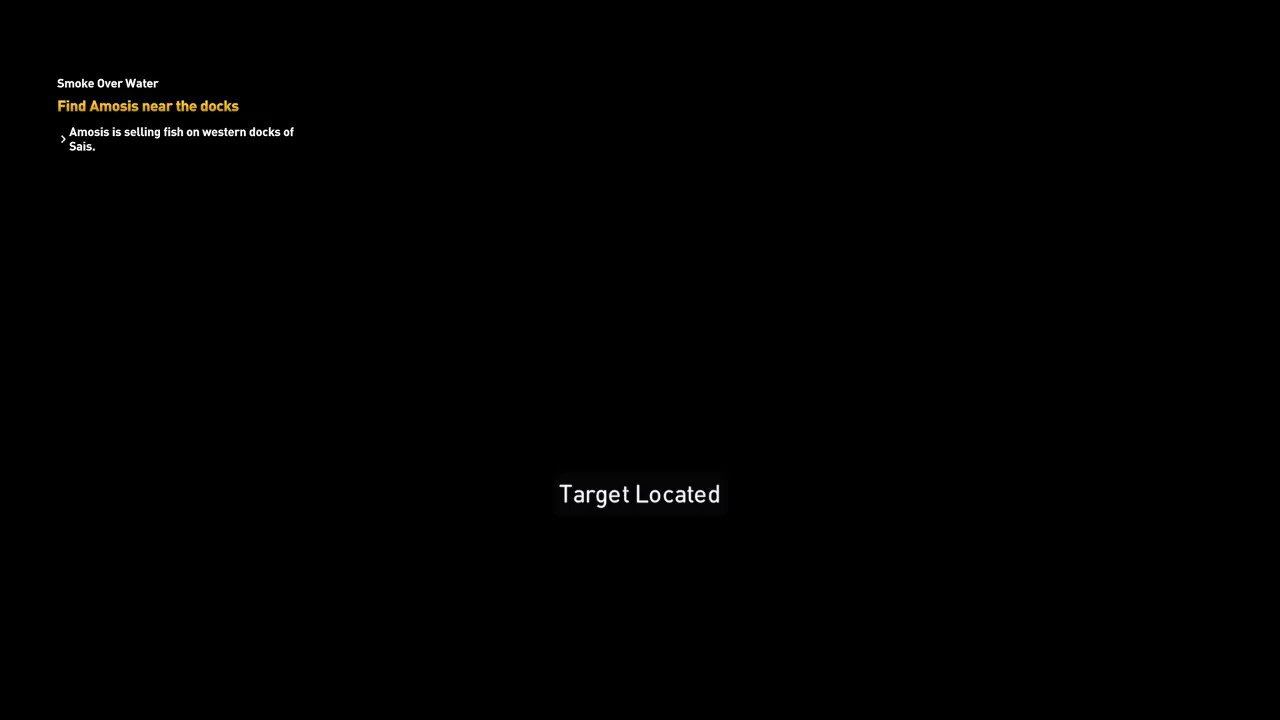 Smoke Over Water
Find Amosis near the docks
Amosis is selling fish on western docks of
Sais.
Target Located